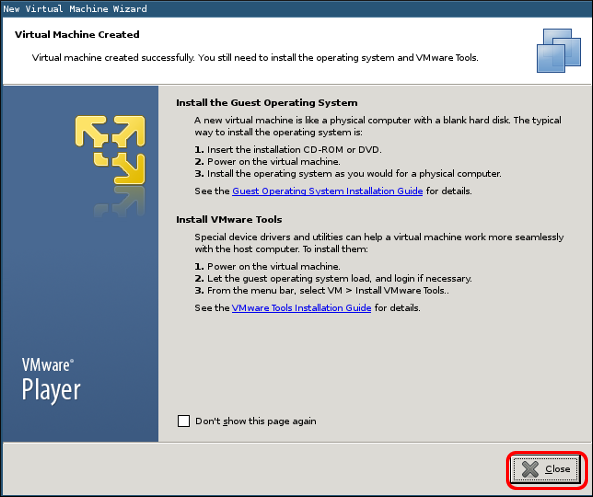 New Virtual Machine Wizard
Virtual Machine Created
Virtual machine created successfully. You still need to install the operating system and VMware Tools.
Install the Guest Operating System
A new virtual machine is like a physical computer with a blank hard disk. The typical
way to install the operating system is:
1. Insert the installation CD-ROM or DVD.
2. Power on the virtual machine.
3. Install the operating system as you would for a physical computer.
See the Guest Operating System Installation Guide for details.
Install VMware Tools
Special device drivers and utilities can help a virtual machine work more seamlessly
with the host computer. To install them:
1. Power on the virtual machine.
2. Let the guest operating system load, and login if necessary.
3. From the menu bar, select VM > Install VMware Tools..
See the VMware Tools Installation Guide for details.
VMware®
Player
Don't show this page again
Close